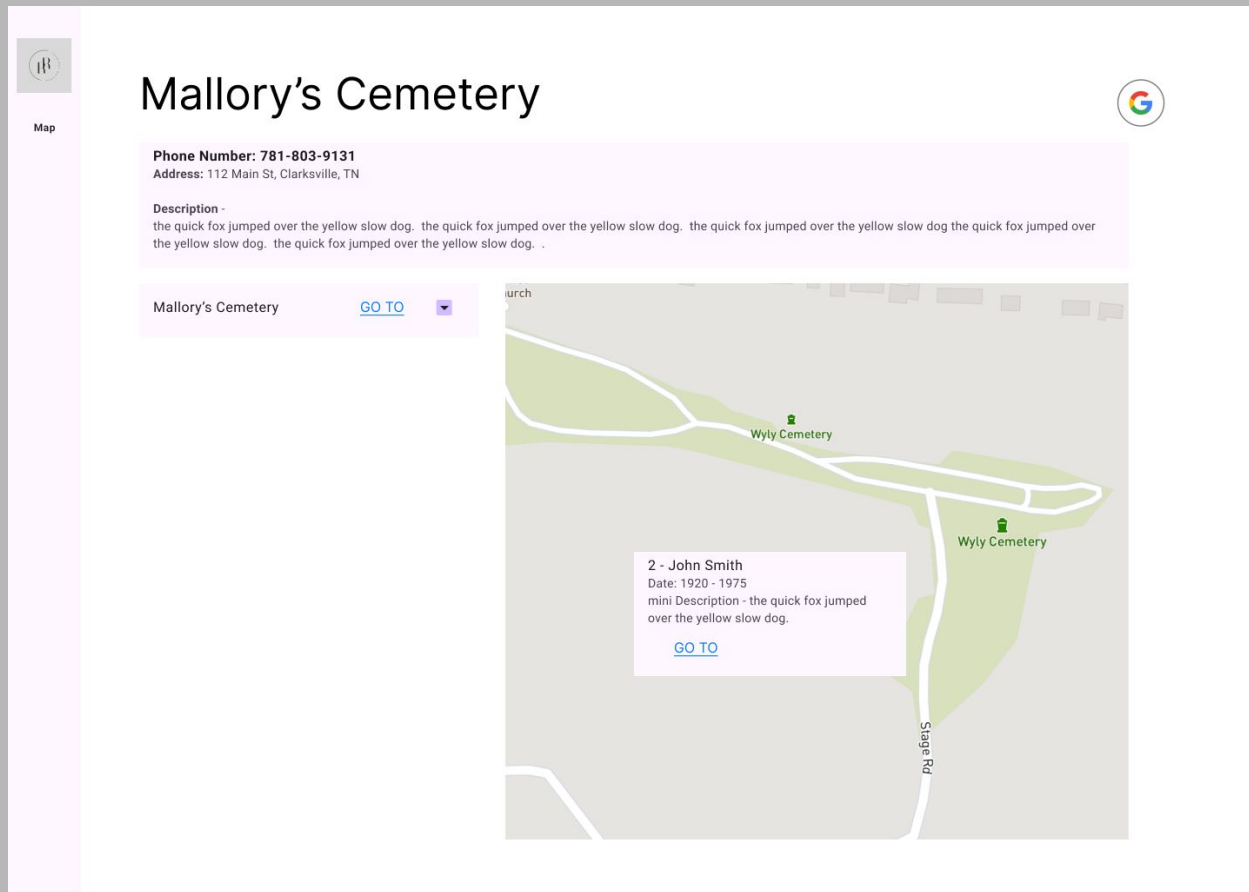 Map
Mallory’s Cemetery
G
Phone Number: 781-803-9131
Address: 112 Main St, Clarksville, TN
Description -
the quick fox jumped over the yellow slow dog.  the quick fox jumped over the yellow slow dog.  the quick fox jumped over the yellow slow dog the quick fox jumped over
the yellow slow dog.  the quick fox jumped over the yellow slow dog.  .
Mallory’s Cemetery GO TO
urch
Wyly Cemetery
Wyly Cemetery
2 - John Smith
Date: 1920 - 1975
mini Description - the quick fox jumped
over the yellow slow dog.
GO TO
Stage Rd